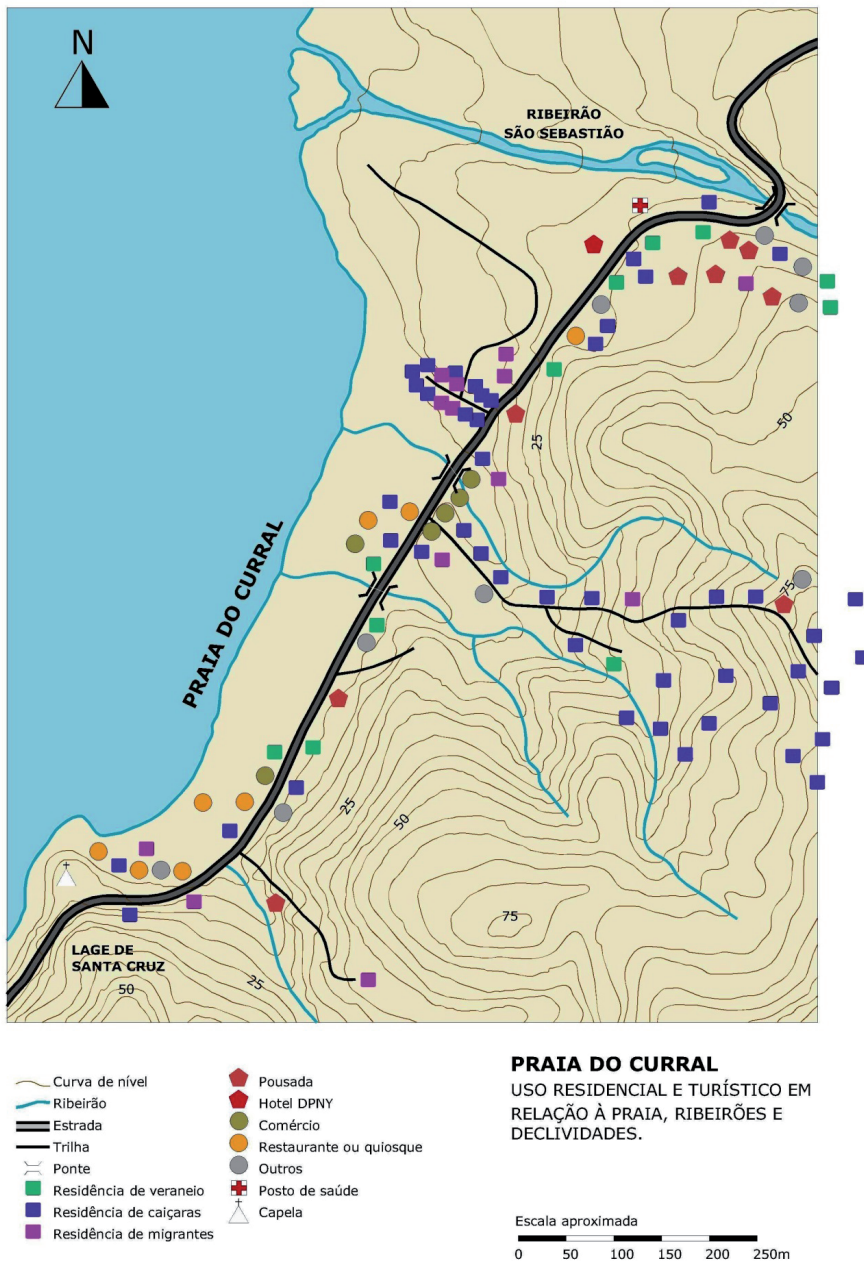 N
RIBEIRÃO
SÃO SEBASTIÃO
50
25
PRAIA DO CURRAL
75
25
50
75
LAGE DE
SANTA CRUZ
50
25
Curva de nível
Ribeirão
Estrada
Trilha
Ponte
Residência de veraneio
Residência de caiçaras
Residência de migrantes
Pousada
Hotel DPNY
Comércio
Restaurante ou quiosque
Outros
Posto de saúde
Capela
PRAIA DO CURRAL
USO RESIDENCIAL E TURÍSTICO EM
RELAÇÃO À PRAIA, RIBEIRÕES E
DECLIVIDADES.
Escala aproximada
0 50 100 150 200 250m